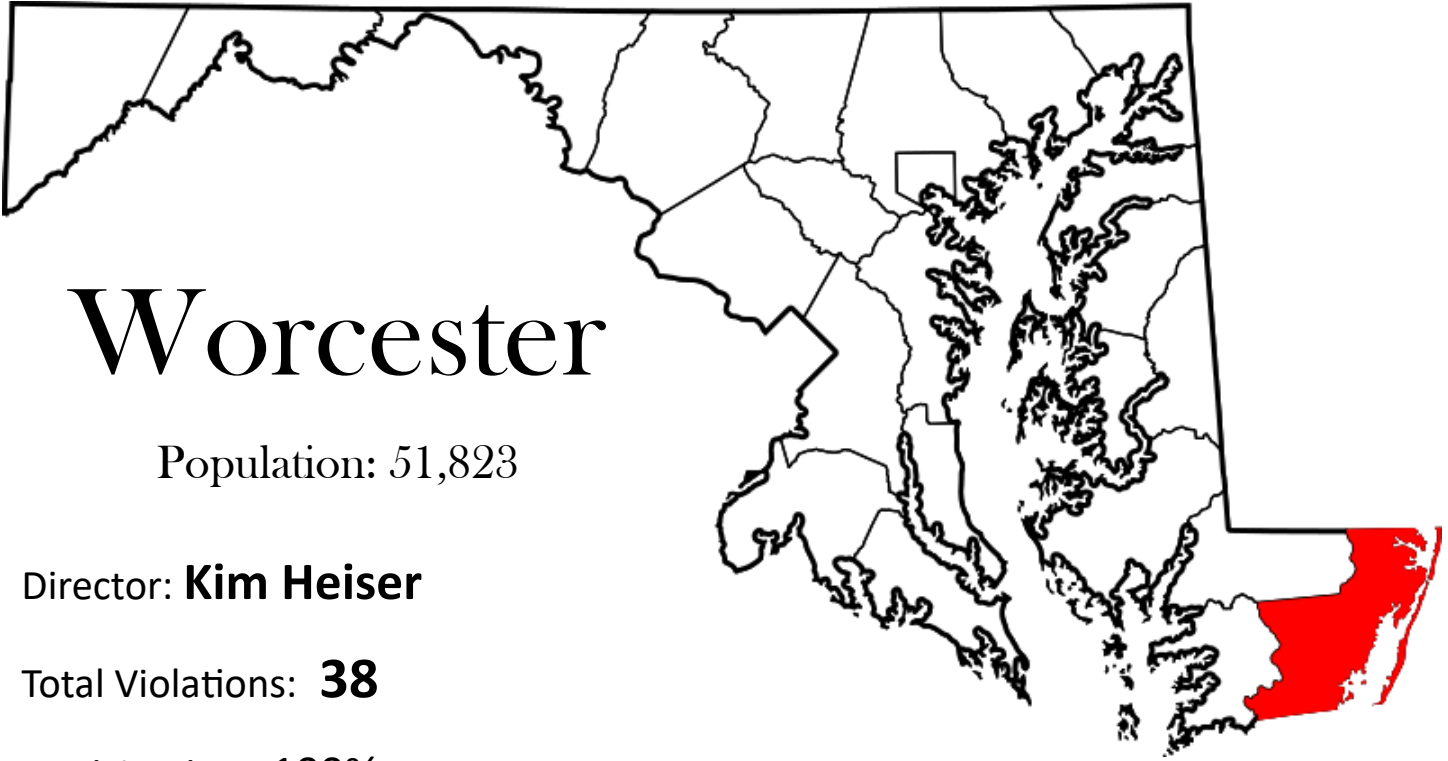 Worcester
Population: 51,823
Director: Kim Heiser
Total Violations: 38